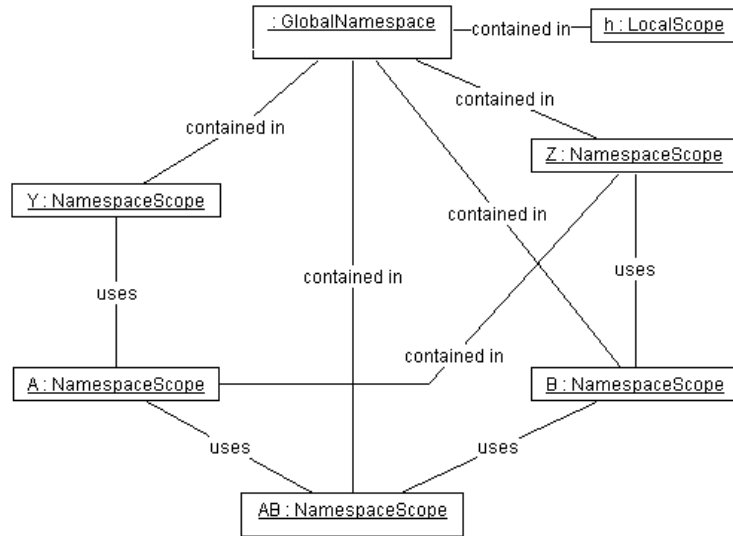 : GlobalNamespace
contained in
h : LocalScope
contained in
contained in
Z : NamespaceScope
Y : NamespaceScope
contained in
uses
contained in
uses
contained in
A : NamespaceScope
B : NamespaceScope
uses
uses
AB : NamespaceScope